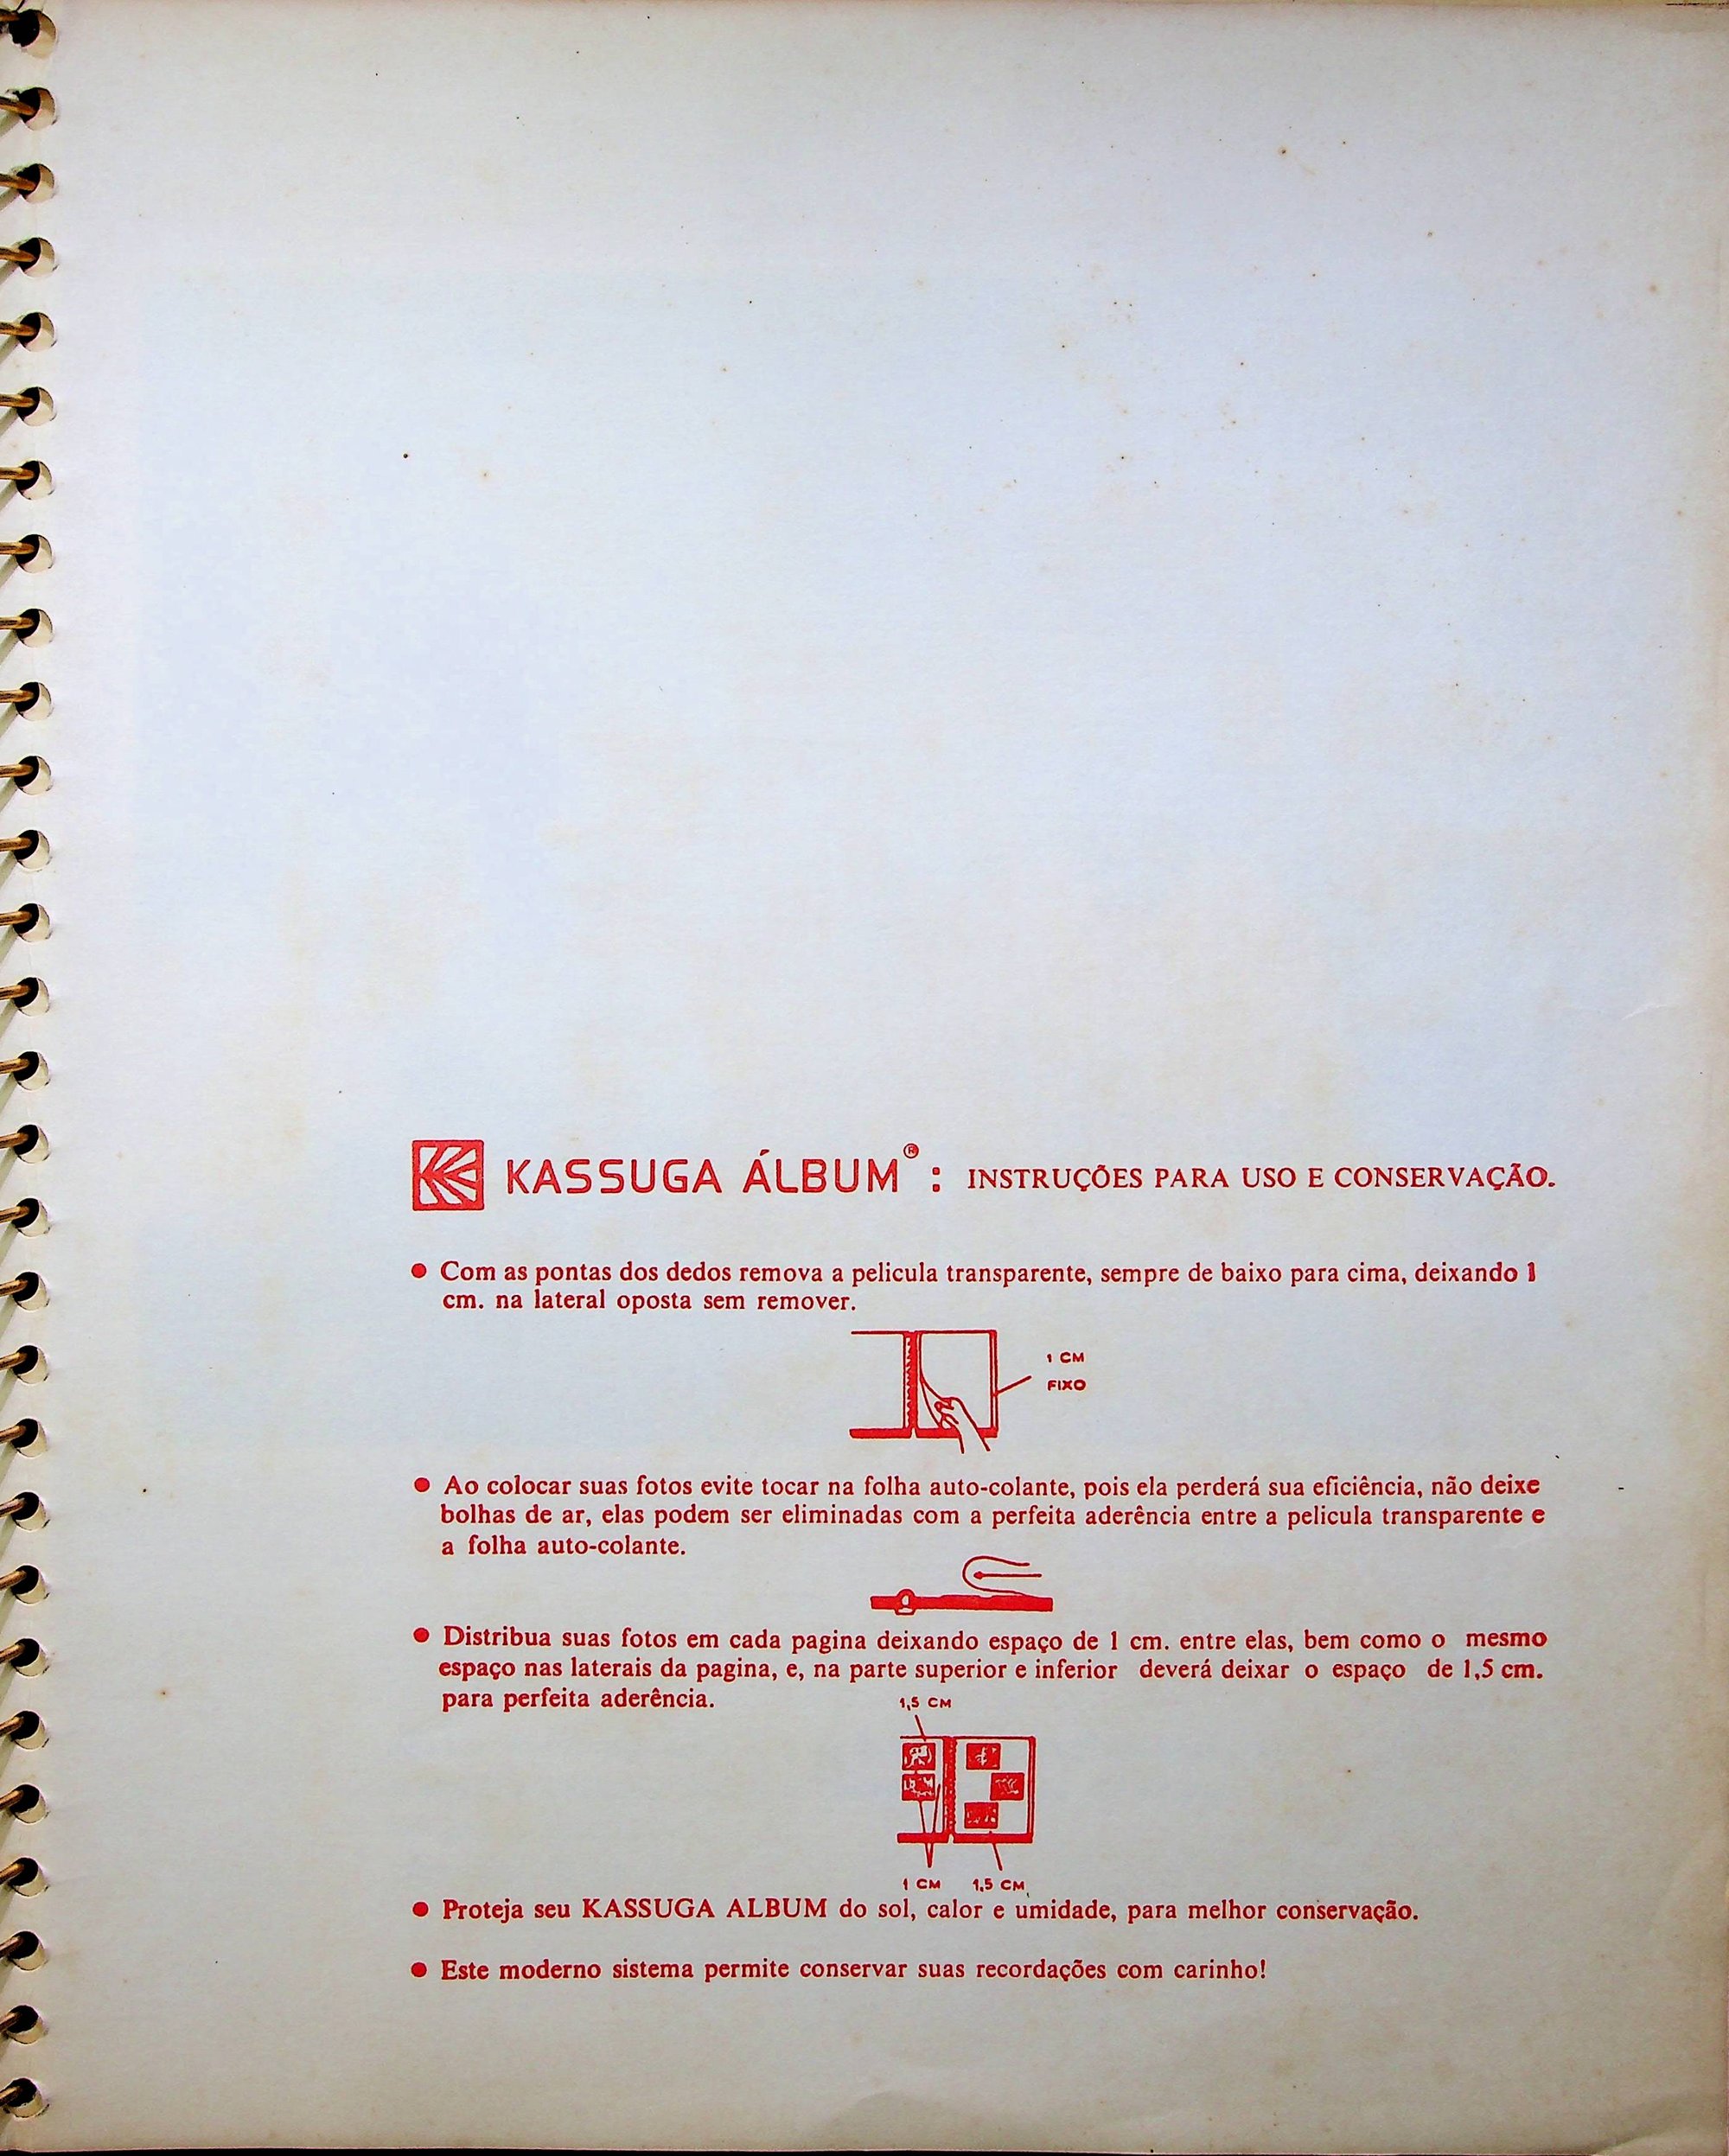 KASSUGA ÁLBUM® : INSTRUÇÕES PARA USO E CONSERVAÇÃO.
● Com as pontas dos dedos remova a pelicula transparente, sempre de baixo para cima, deixando 1
cm. na lateral oposta sem remover.
1 CM
FIXO
● Ao colocar suas fotos evite tocar na folha auto-colante, pois ela perderá sua eficiência, não deixe
bolhas de ar, elas podem ser eliminadas com a perfeita aderência entre a pelicula transparente e
a folha auto-colante.
● Distribua suas fotos em cada pagina deixando espaço de 1 cm. entre elas, bem como o mesmo
espaço nas laterais da pagina, e, na parte superior e inferior deverá deixar o espaço de 1,5 cm.
para perfeita aderência.
1,5 CM
1 CM 1,5 CM
● Proteja seu KASSUGA ALBUM do sol, calor e umidade, para melhor conservação.
● Este moderno sistema permite conservar suas recordações com carinho!